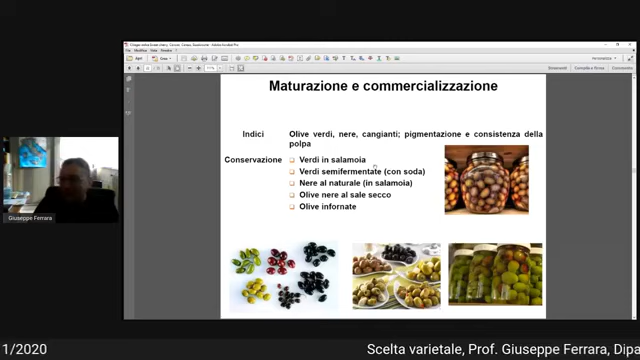 Maturazione e commercializzazione
Indici Olive verdi, nere, cangianti; pigmentazione e consistenza della
polpa
Conservazione Verdi in salamoia
Verdi semifermentate (con soda)
Nere al naturale (in salamoia)
Olive nere al sale secco
Olive infornate
Giuseppe Ferrara
1/2020 Scelta varietale, Prof. Giuseppe Ferrara, Dipa